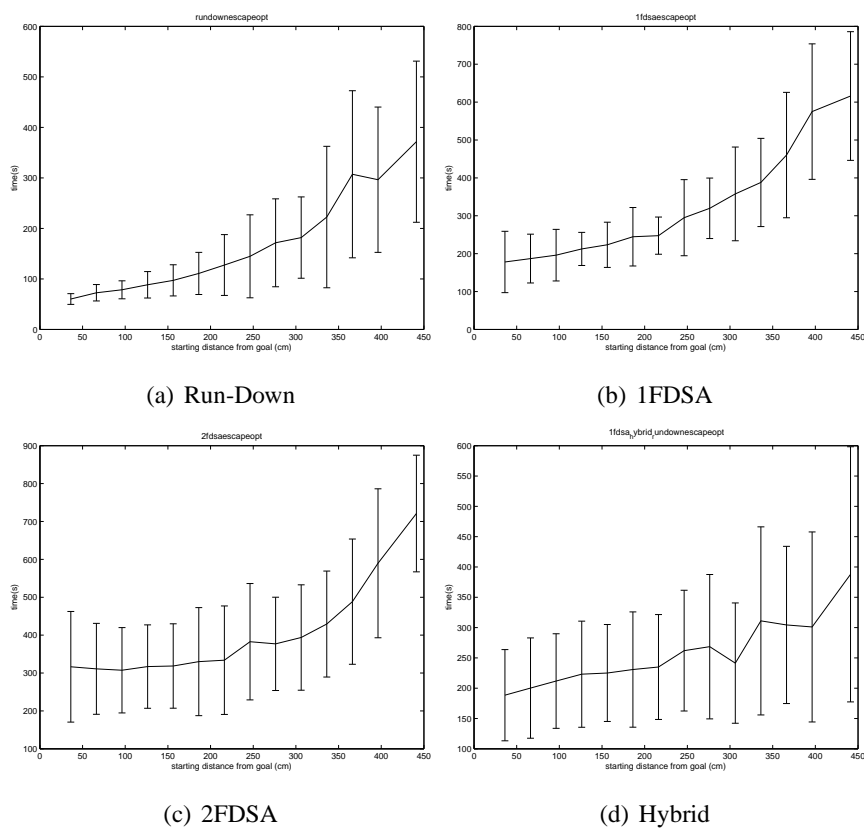 rundownescapeopt
600
500
400
300
200
100
0
time(s)
0 50 100 150 200 250 300 350 400 450
starting distance from goal (cm)
(a) Run-Down
1fdsaescapeopt
800
700
600
500
400
300
200
100
0
time(s)
0 50 100 150 200 250 300 350 400 450
starting distance from goal (cm)
(b) 1FDSA
2fdsaescapeopt
900
800
700
600
500
400
300
200
100
time(s)
0 50 100 150 200 250 300 350 400 450
starting distance from goal (cm)
(c) 2FDSA
1fdsa_hybrid_rundownescapeopt
600
550
500
450
400
350
300
250
200
150
100
time(s)
0 50 100 150 200 250 300 350 400 450
starting distance from goal (cm)
(d) Hybrid